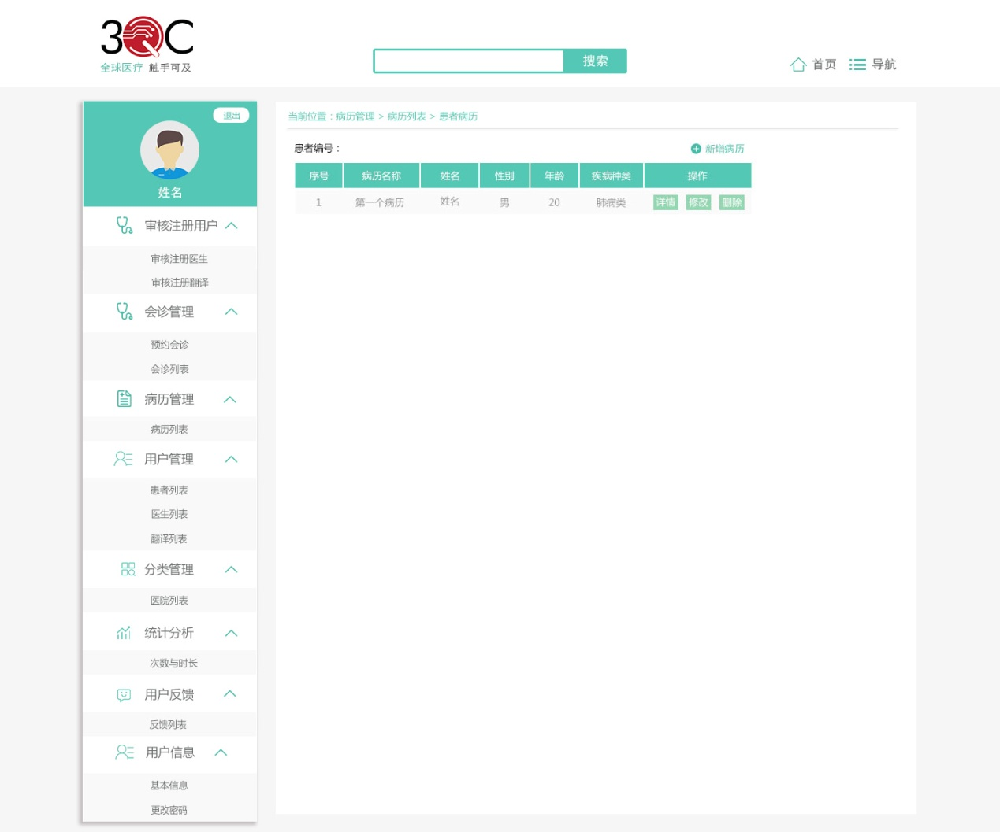 3QC
全球医疗 触手可及
搜索
首页 导航
退出
姓名
审核注册用户
审核注册医生
审核注册翻译
会诊管理
预约会诊
会诊列表
病历管理
病历列表
用户管理
患者列表
医生列表
翻译列表
分类管理
医院列表
统计分析
次数与时长
用户反馈
反馈列表
用户信息
基本信息
更改密码
当前位置：病历管理 > 病历列表 > 患者病历
患者编号：
新增病历
序号 病历名称 姓名 性别 年龄 疾病种类 操作
1 第一个病历 姓名 男 20 肺病类 详情 修改 删除